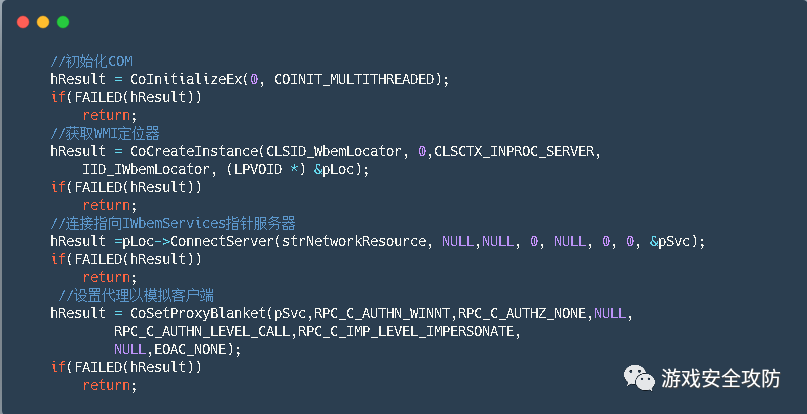 //初始化COM
hResult = CoInitializeEx(0, COINIT_MULTITHREADED);
if(FAILED(hResult))
return;
//获取WMI定位器
hResult = CoCreateInstance(CLSID_WbemLocator, 0,CLSCTX_INPROC_SERVER,
IID_IWbemLocator, (LPVOID *) &pLoc);
if(FAILED(hResult))
return;
//连接指向IWbemServices指针服务器
hResult =pLoc->ConnectServer(strNetworkResource, NULL,NULL, 0, NULL, 0, 0, &pSvc);
if(FAILED(hResult))
return;
//设置代理以模拟客户端
hResult = CoSetProxyBlanket(pSvc,RPC_C_AUTHN_WINNT,RPC_C_AUTHZ_NONE,NULL,
RPC_C_AUTHN_LEVEL_CALL,RPC_C_IMP_LEVEL_IMPERSONATE,
NULL,EOAC_NONE);
if(FAILED(hResult))
return;
游戏安全攻防